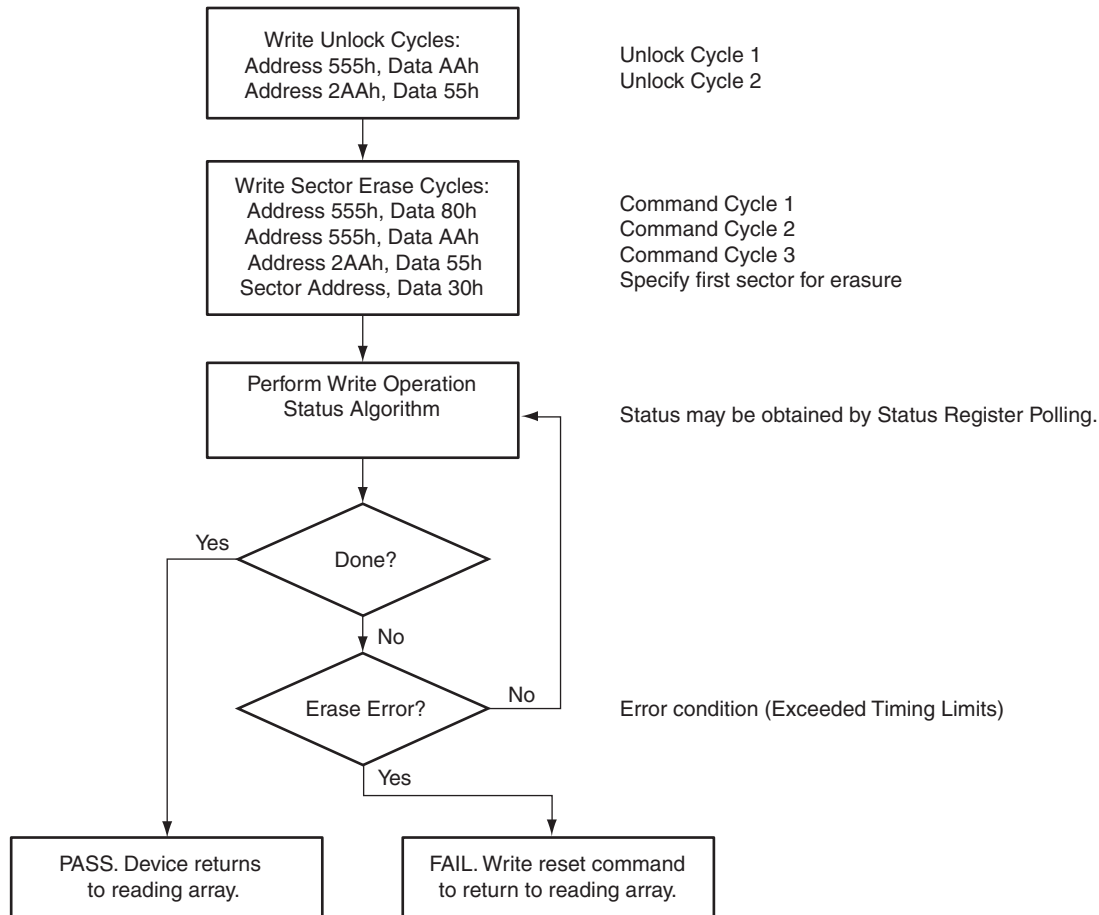 Write Unlock Cycles:
Address 555h, Data AAh
Address 2AAh, Data 55h
Unlock Cycle 1
Unlock Cycle 2
Write Sector Erase Cycles:
Address 555h, Data 80h
Address 555h, Data AAh
Address 2AAh, Data 55h
Sector Address, Data 30h
Command Cycle 1
Command Cycle 2
Command Cycle 3
Specify first sector for erasure
Perform Write Operation
Status Algorithm
Status may be obtained by Status Register Polling.
Yes
Done?
No
Erase Error?
No
Error condition (Exceeded Timing Limits)
Yes
PASS. Device returns
to reading array.
FAIL. Write reset command
to return to reading array.